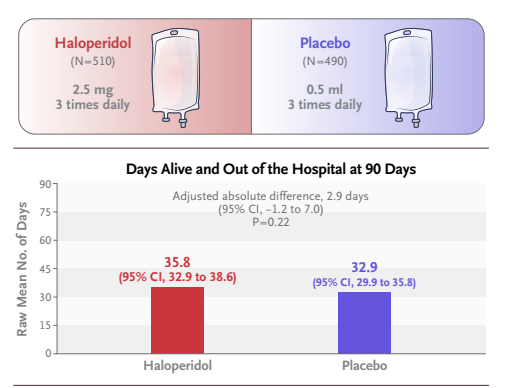 Haloperidol
(N=510)
2.5 mg
3 times daily
Placebo
(N=490)
0.5 ml
3 times daily
Days Alive and Out of the Hospital at 90 Days
Raw Mean No. of Days
90
75
60
45
30
15
0
Adjusted absolute difference, 2.9 days
(95% CI, −1.2 to 7.0)
P=0.22
35.8
(95% CI, 32.9 to 38.6)
32.9
(95% CI, 29.9 to 35.8)
Haloperidol
Placebo